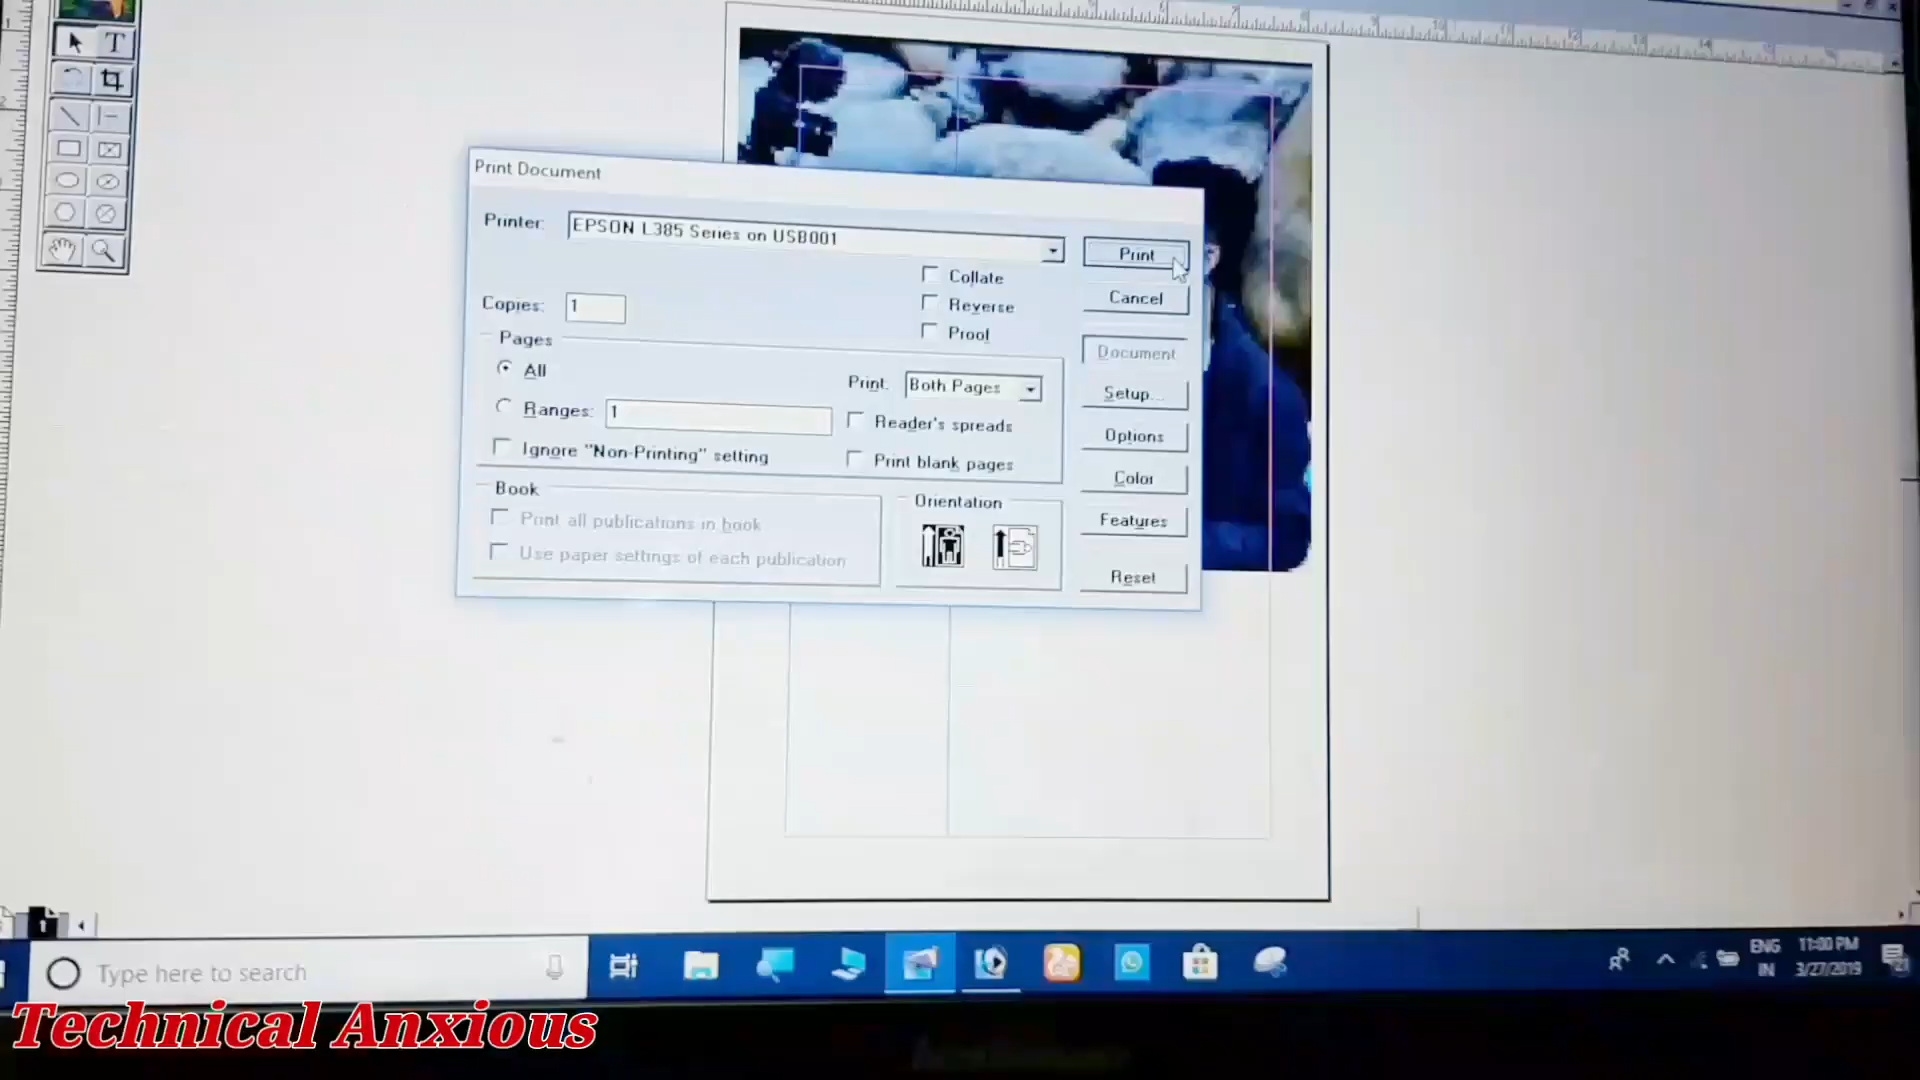 Print Document
Printer: EPSON L385 Series on USB001
Print
Collate
Cancel
Copies: 1
Reverse
Proof
Pages
Document
All
Print: Both Pages
Setup...
Ranges: 1
Reader's spreads
Options
Ignore "Non-Printing" setting
Print blank pages
Color
Book
Orientation
Print all publications in book
Features
Use paper settings of each publication
Reset
T
1
Type here to search
ENG
IN
11:00 PM
3/27/2019
Technical Anxious